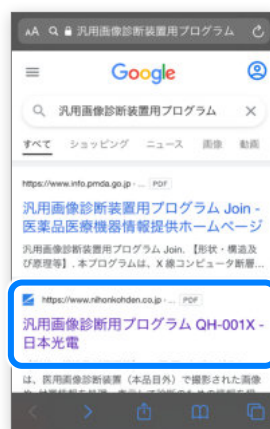 AA 汎用画像診断装置用プログラム
Google
汎用画像診断装置用プログラム
すべて ショッピング ニュース 画像 動画
https://www.info.pmda.go.jp › ... PDF
汎用画像診断装置用プログラム Join -
医薬品医療機器情報提供ホームページ
汎用画像診断装置用プログラム Join. 【形状・構造及
び原理等】. 本プログラムは、X 線コンピュータ断層...
https://www.nihonkohden.co.jp › ... PDF
汎用画像診断用プログラム QH-001X -
日本光電
は、医用画像診断装置（本品目外）で撮影された画像